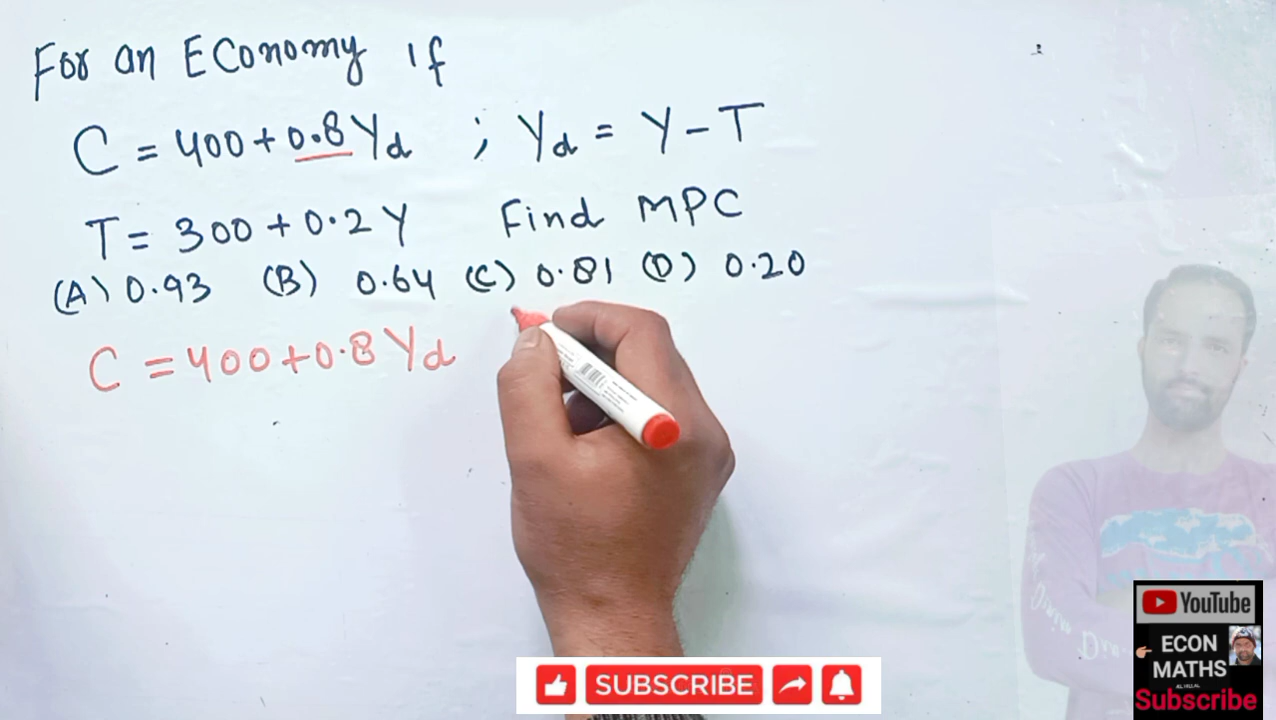 For an Economy if
C = 400 + 0.8 Yd ; Yd = Y - T
T = 300 + 0.2 Y Find MPC
(A) 0.93 (B) 0.64 (C) 0.81 (D) 0.20
C = 400 + 0.8 Yd
YouTube
ECON
MATHS
Subscribe
SUBSCRIBE